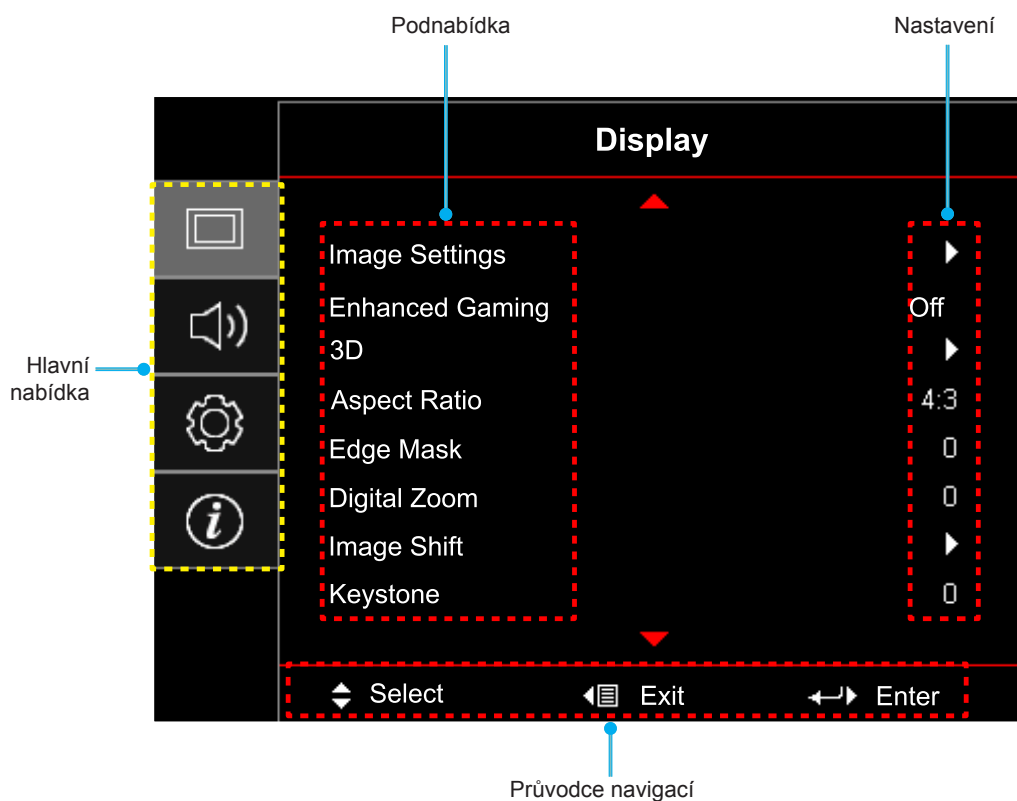 Podnabídka
Nastavení
Display
Image Settings
Enhanced Gaming Off
3D
Hlavní
nabídka
Aspect Ratio 4:3
Edge Mask 0
Digital Zoom 0
Image Shift
Keystone 0
Select Exit Enter
Průvodce navigací